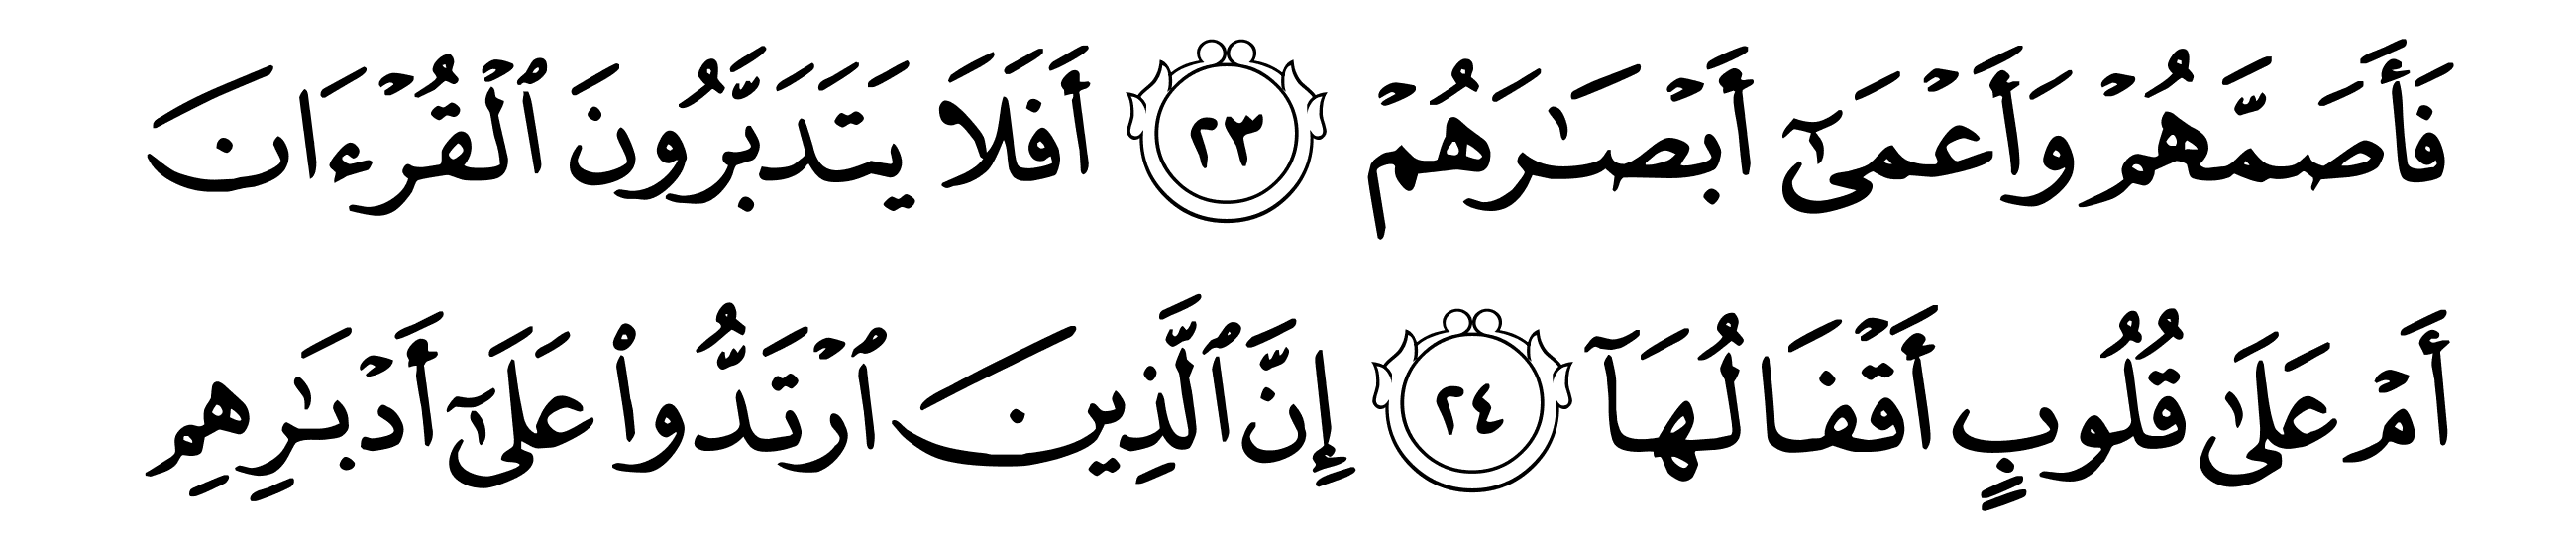 فَأَصَمَّهُمْ وَأَعْمَىٰٓ أَبْصَـٰرَهُمْ ٢٣ أَفَلَا يَتَدَبَّرُونَ ٱلْقُرْءَانَ
أَمْ عَلَىٰ قُلُوبٍ أَقْفَالُهَآ ٢٤ إِنَّ ٱلَّذِينَ ٱرْتَدُّوا۟ عَلَىٰٓ أَدْبَـٰرِهِم